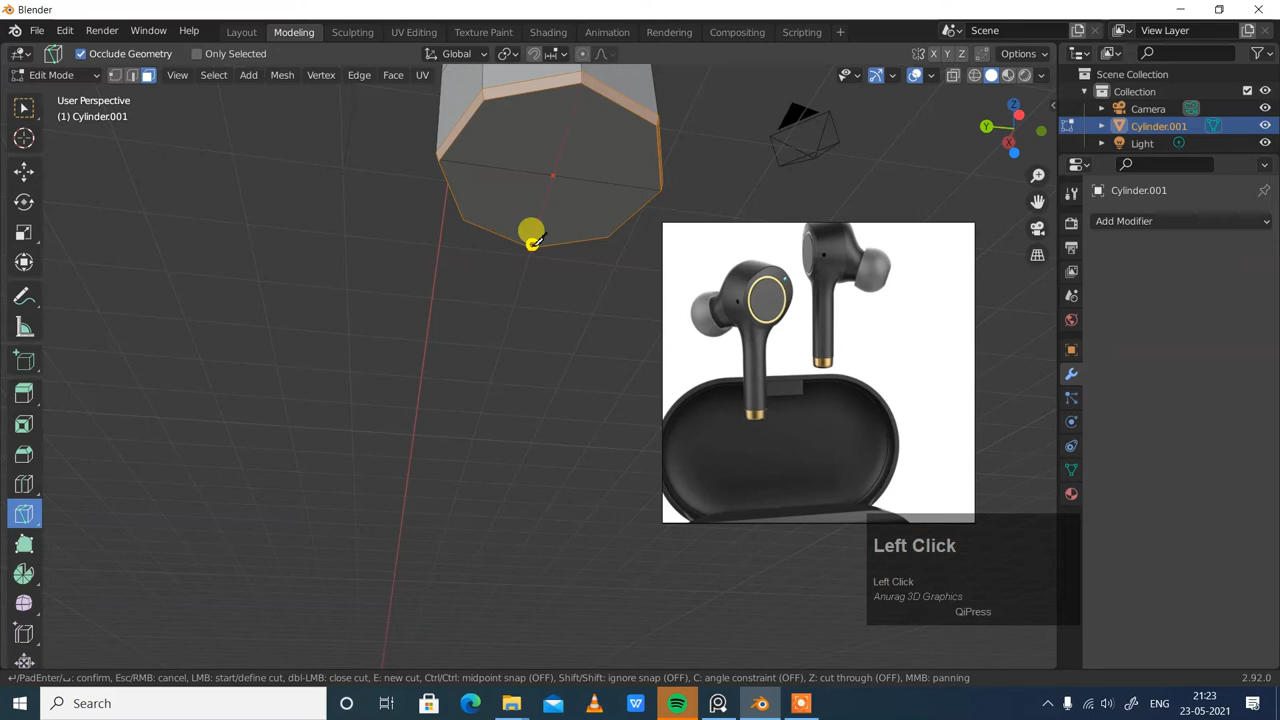 Blender
File Edit Render Window Help Layout Modeling Sculpting UV Editing Texture Paint Shading Animation Rendering Compositing Scripting + Scene View Layer
Occlude Geometry Only Selected Global X Y Z Options
Edit Mode View Select Add Mesh Vertex Edge Face UV
User Perspective
(1) Cylinder.001
Z
Y
X
Scene Collection
Collection
Camera
Cylinder.001
Light
Cylinder.001
Add Modifier
Left Click
Left Click
Anurag 3D Graphics
QiPress
↵/PadEnter/␣: confirm, Esc/RMB: cancel, LMB: start/define cut, dbl-LMB: close cut, E: new cut, Ctrl/Ctrl: midpoint snap (OFF), Shift/Shift: ignore snap (OFF), C: angle constraint (OFF), Z: cut through (OFF), MMB: panning
2.92.0
Search
ENG
21:23
23-05-2021